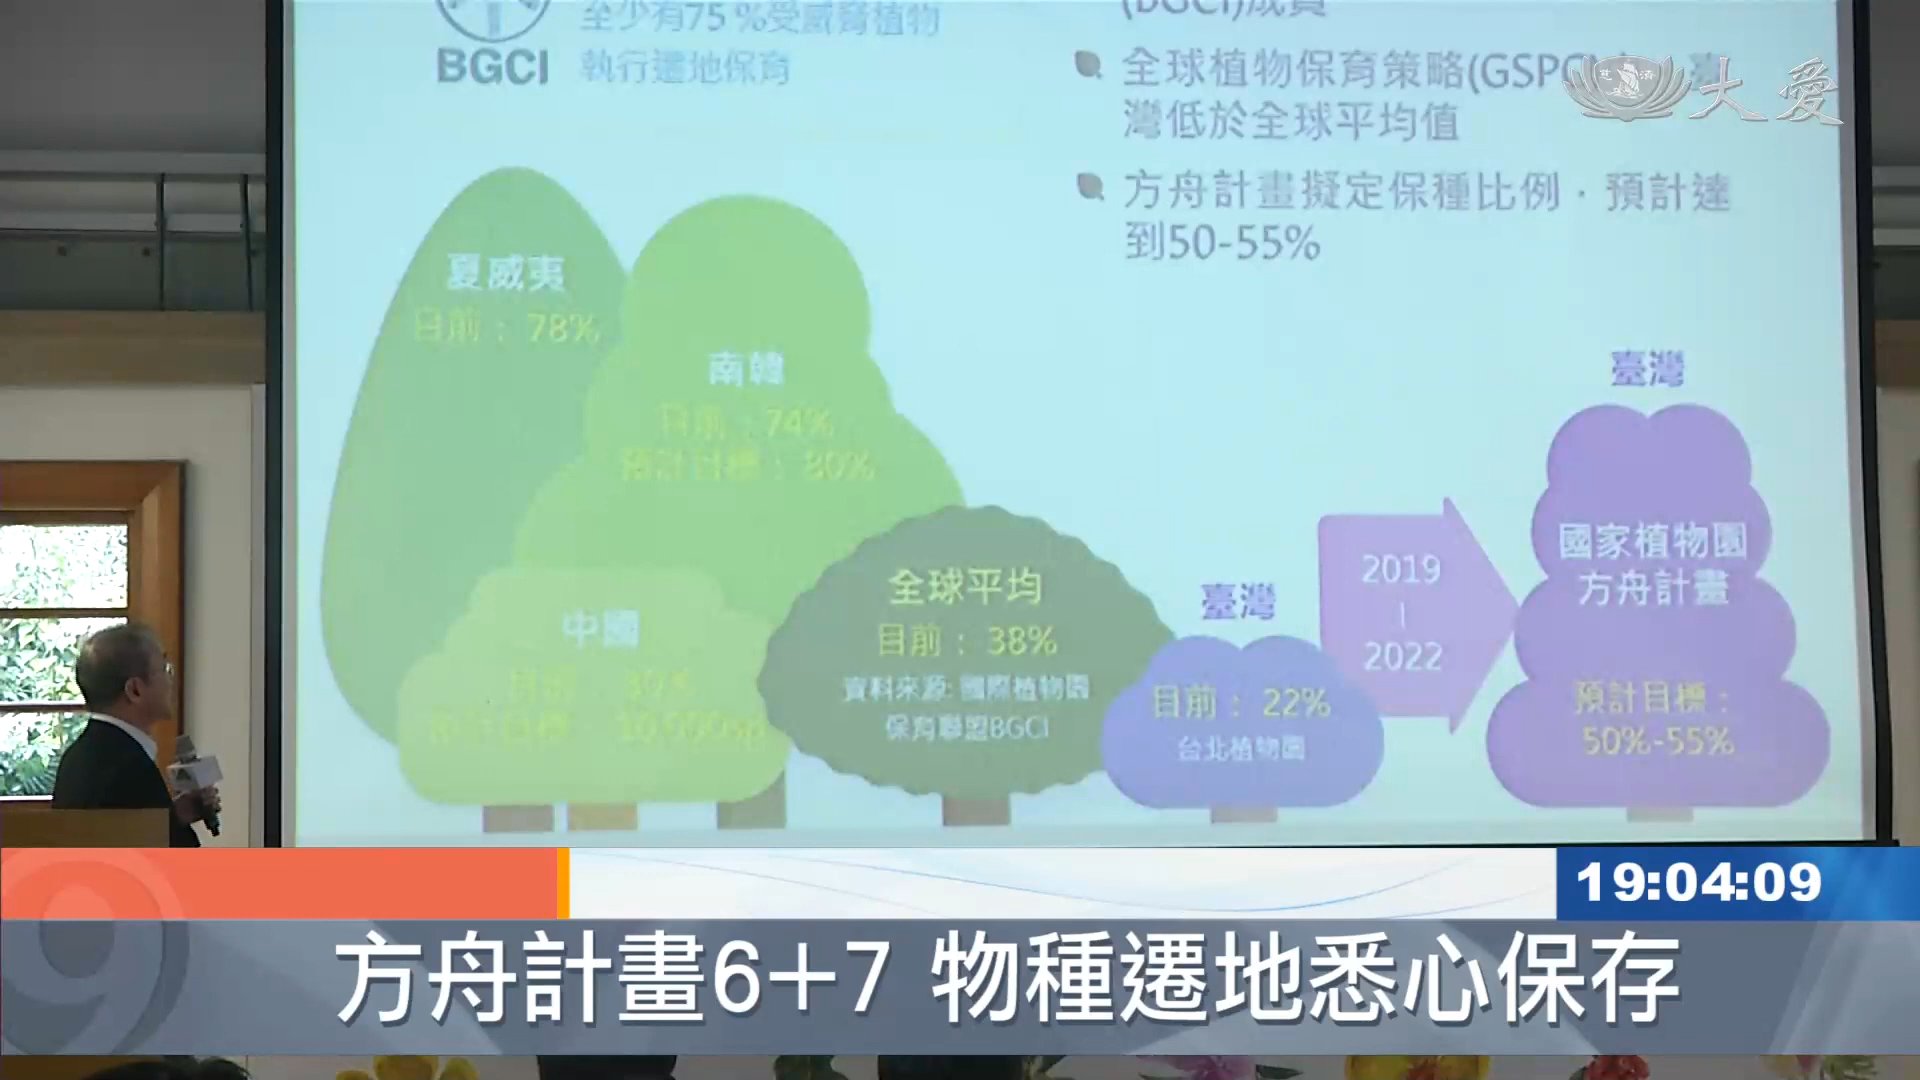 至少有75%受威脅植物
執行遷地保育
BGCI
(BGCI)成員
全球植物保育策略(GSPC
灣低於全球平均值
方舟計畫擬定保種比例，預計達
到50-55%
大愛
夏威夷
目前：78%
南韓
目前：74%
預計目標：80%
中國
全球平均
目前：38%
資料來源: 國際植物園
保育聯盟BGCI
臺灣
目前：22%
台北植物園
2019
|
2022
臺灣
國家植物園
方舟計畫
預計目標：
50%-55%
19:04:09
方舟計畫6+7 物種遷地悉心保存